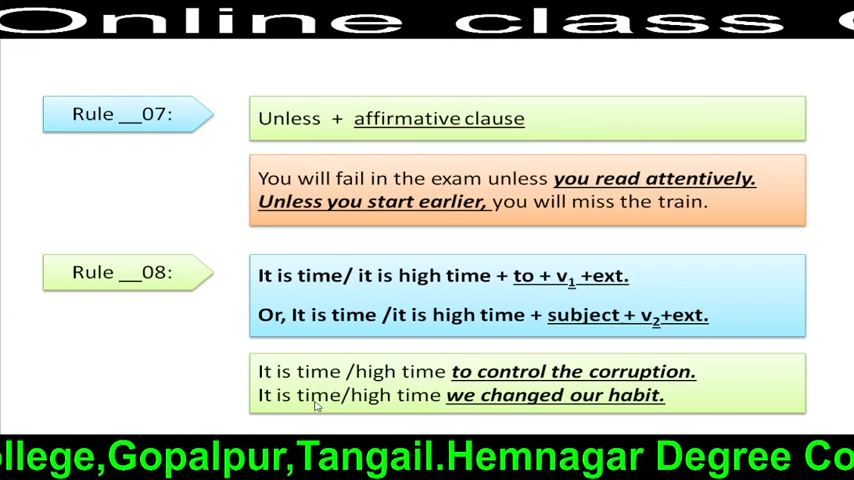 Online class
Rule __07:
Unless + affirmative clause
You will fail in the exam unless you read attentively.
Unless you start earlier, you will miss the train.
Rule __08:
It is time/ it is high time + to + v1 +ext.
Or, It is time /it is high time + subject + v2+ext.
It is time /high time to control the corruption.
It is time/high time we changed our habit.
ollege,Gopalpur,Tangail.Hemnagar Degree Co